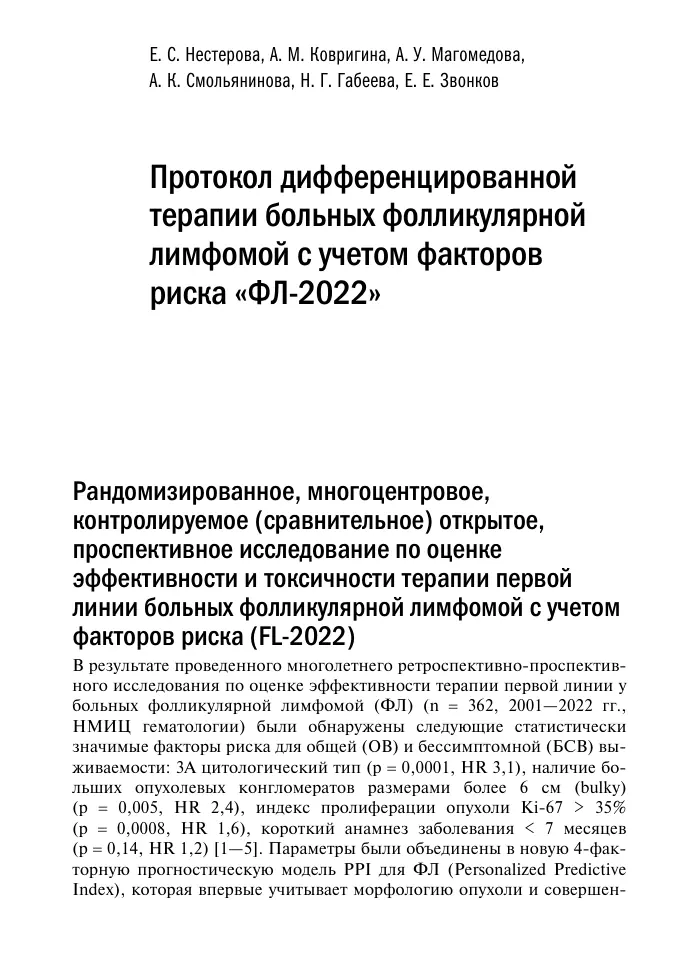 Е. С. Нестерова, А. М. Ковригина, А. У. Магомедова,
А. К. Смольянинова, Н. Г. Габеева, Е. Е. Звонков
Протокол дифференцированной
терапии больных фолликулярной
лимфомой с учетом факторов
риска «ФЛ-2022»
Рандомизированное, многоцентровое,
контролируемое (сравнительное) открытое,
проспективное исследование по оценке
эффективности и токсичности терапии первой
линии больных фолликулярной лимфомой с учетом
факторов риска (FL-2022)
В результате проведенного многолетнего ретроспективно-проспектив-
ного исследования по оценке эффективности терапии первой линии у
больных фолликулярной лимфомой (ФЛ) (n = 362, 2001—2022 гг.,
НМИЦ гематологии) были обнаружены следующие статистически
значимые факторы риска для общей (ОВ) и бессимптомной (БСВ) вы-
живаемости: 3А цитологический тип (p = 0,0001, HR 3,1), наличие бо-
льших опухолевых конгломератов размерами более 6 см (bulky)
(p = 0,005, HR 2,4), индекс пролиферации опухоли Ki-67 > 35%
(p = 0,0008, HR 1,6), короткий анамнез заболевания < 7 месяцев
(p = 0,14, HR 1,2) [1—5]. Параметры были объединены в новую 4-фак-
торную прогностическую модель PPI для ФЛ (Personalized Predictive
Index), которая впервые учитывает морфологию опухоли и совершен-